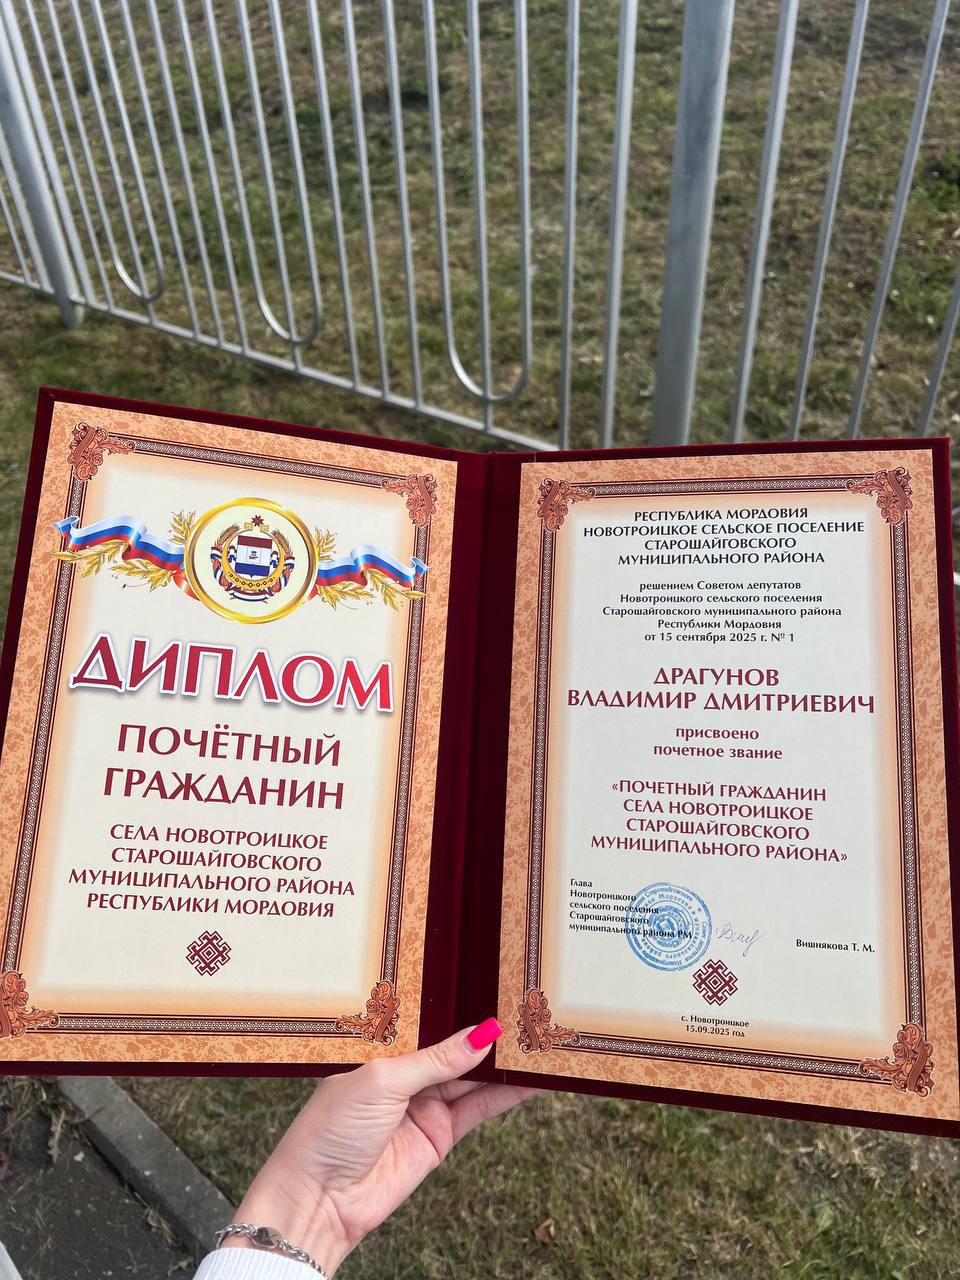 ДИПЛОМ
ПОЧЁТНЫЙ
ГРАЖДАНИН
СЕЛА НОВОТРОИЦКОЕ
СТАРОШАЙГОВСКОГО
МУНИЦИПАЛЬНОГО РАЙОНА
РЕСПУБЛИКИ МОРДОВИЯ
РЕСПУБЛИКА МОРДОВИЯ
НОВОТРОИЦКОЕ СЕЛЬСКОЕ ПОСЕЛЕНИЕ
СТАРОШАЙГОВСКОГО
МУНИЦИПАЛЬНОГО РАЙОНА
решением Советом депутатов
Новотроицкого сельского поселения
Старошайговского муниципального района
Республики Мордовия
от 15 сентября 2025 г. № 1
ДРАГУНОВ
ВЛАДИМИР ДМИТРИЕВИЧ
присвоено
почетное звание
«ПОЧЕТНЫЙ ГРАЖДАНИН
СЕЛА НОВОТРОИЦКОЕ
СТАРОШАЙГОВСКОГО
МУНИЦИПАЛЬНОГО РАЙОНА»
Глава
Новотроицкого
сельского поселения
Старошайговского
муниципального района РМ
Вишнякова Т. М.
с. Новотроицкое
15.09.2025 год